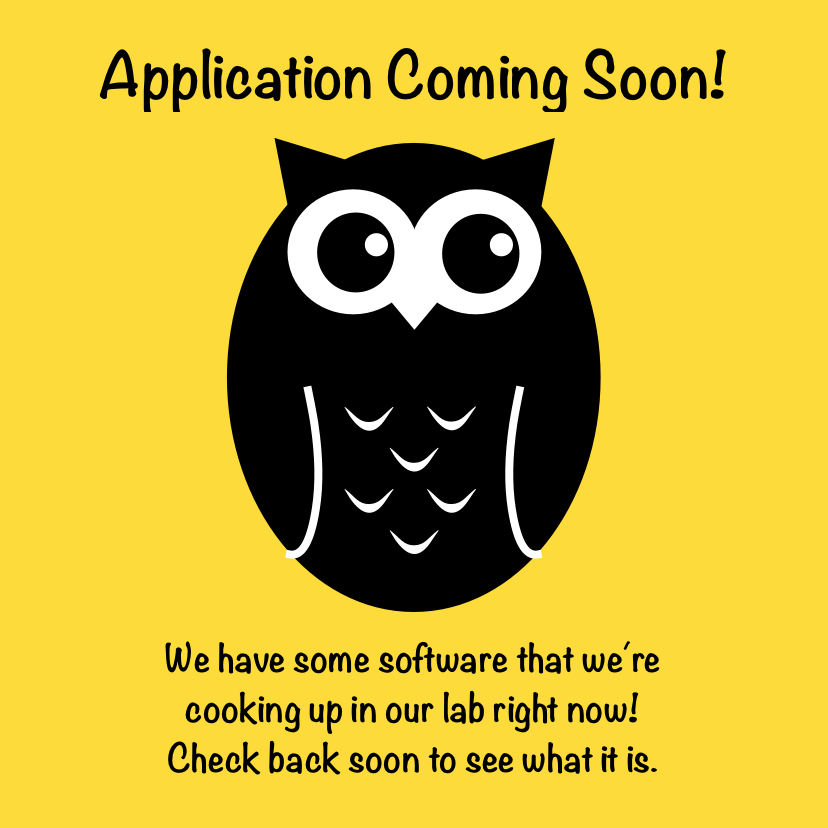 Application Coming Soon!
We have some software that we're
cooking up in our lab right now!
Check back soon to see what it is.